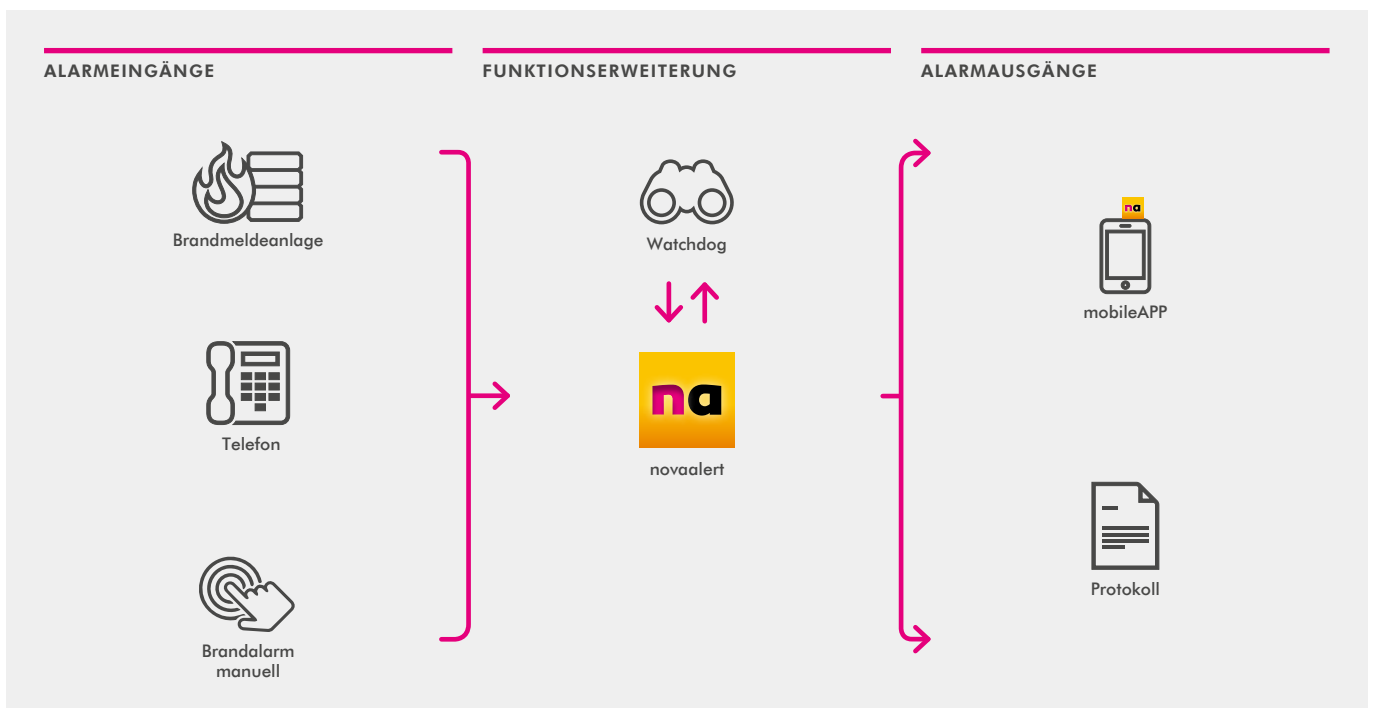 ALARMEINGÄNGE
FUNKTIONSERWEITERUNG
ALARMAUSGÄNGE
Brandmeldeanlage
Telefon
Brandalarm
manuell
Watchdog
na
novaalert
na
mobileAPP
Protokoll